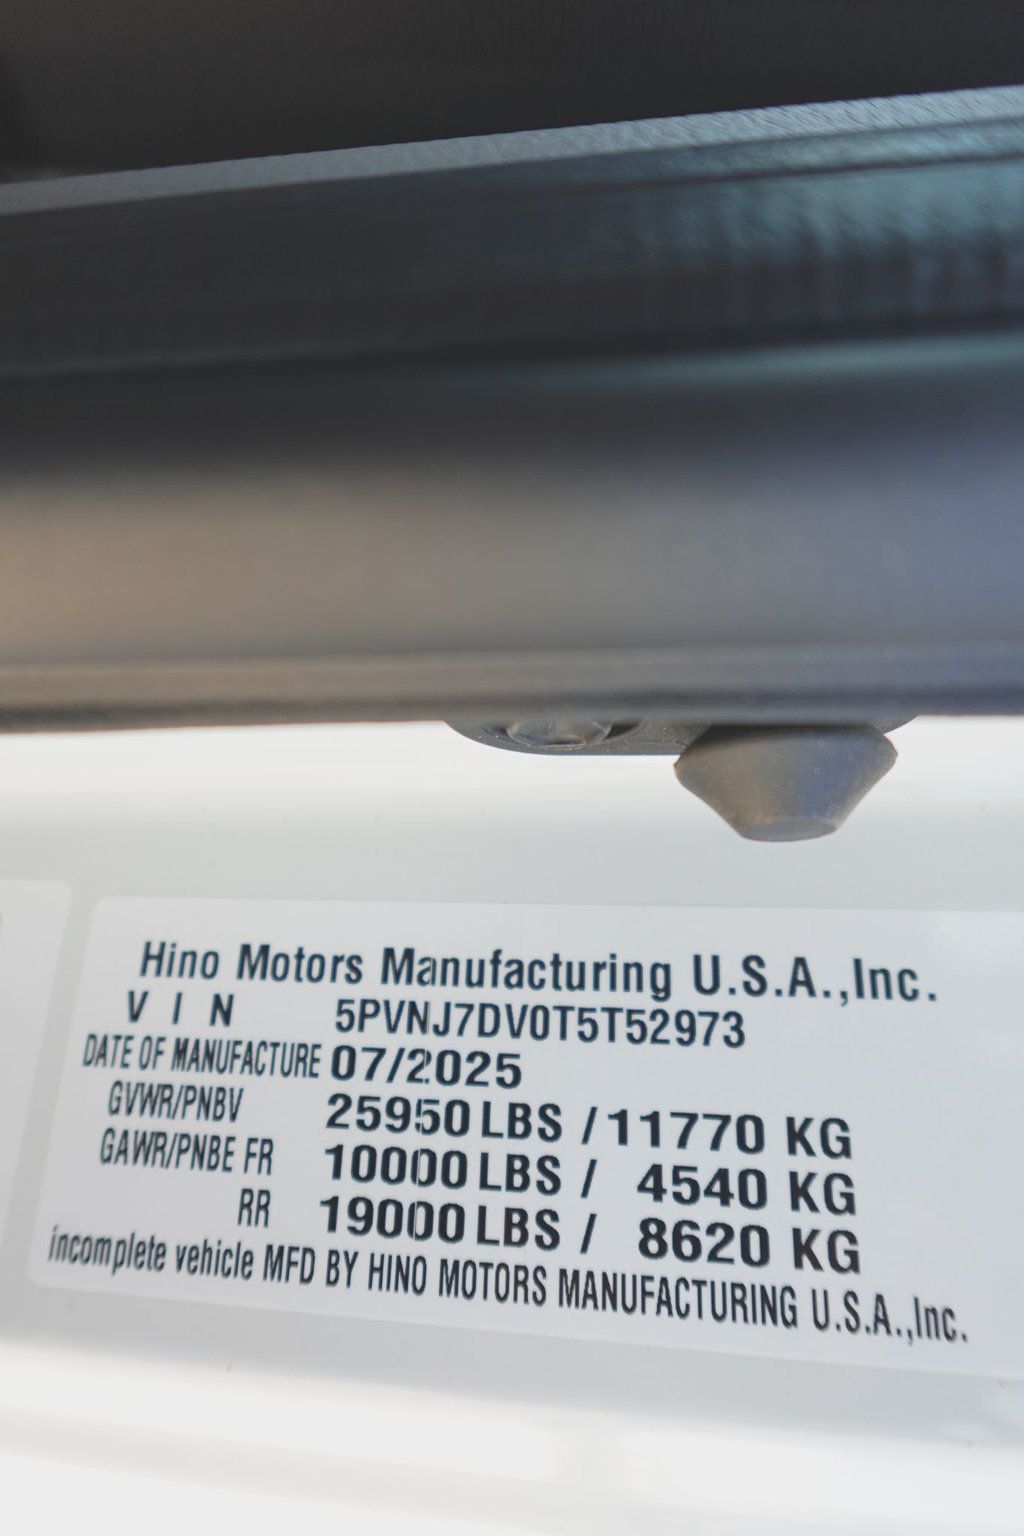 Hino Motors Manufacturing U.S.A.,Inc.
V I N 5PVNJ7DV0T5T52973
DATE OF MANUFACTURE 07/2025
GVWR/PNBV 25950 LBS / 11770 KG
GAWR/PNBE FR 10000 LBS / 4540 KG
RR 19000 LBS / 8620 KG
incomplete vehicle MFD BY HINO MOTORS MANUFACTURING U.S.A.,Inc.